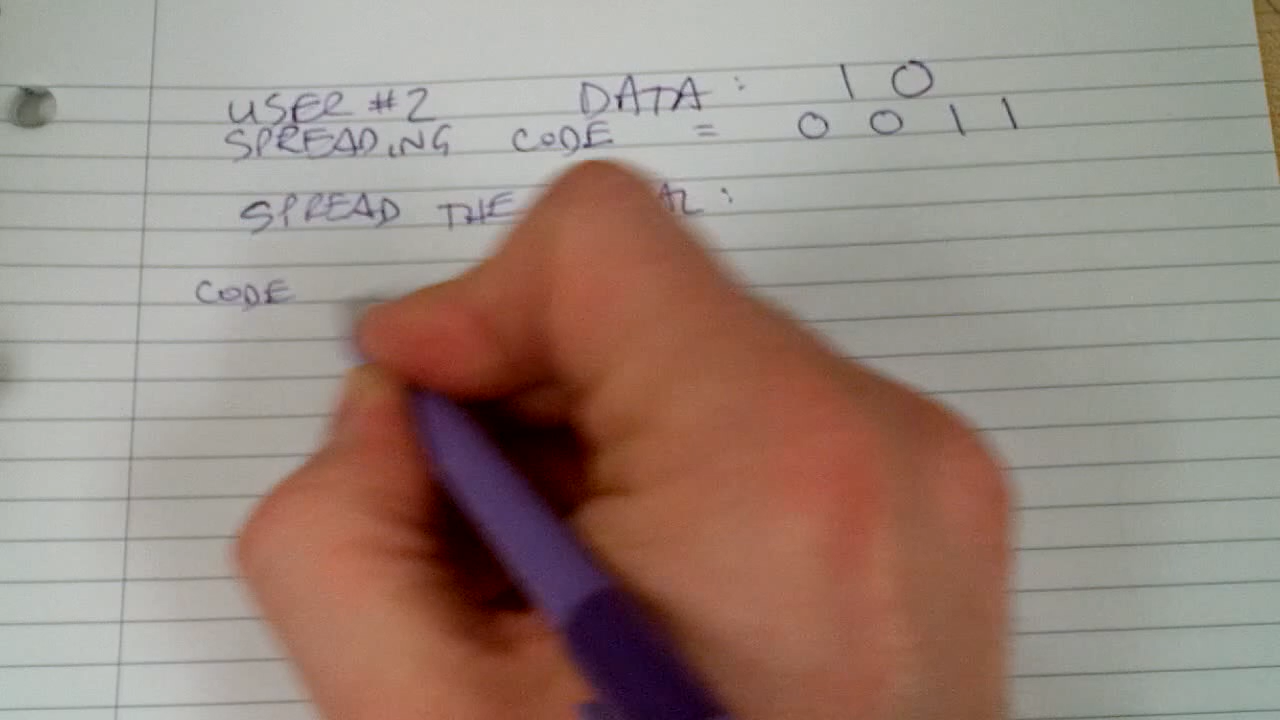 USER #2 DATA: 1 0
SPREADING CODE = 0 0 1 1
SPREAD THE :
CODE